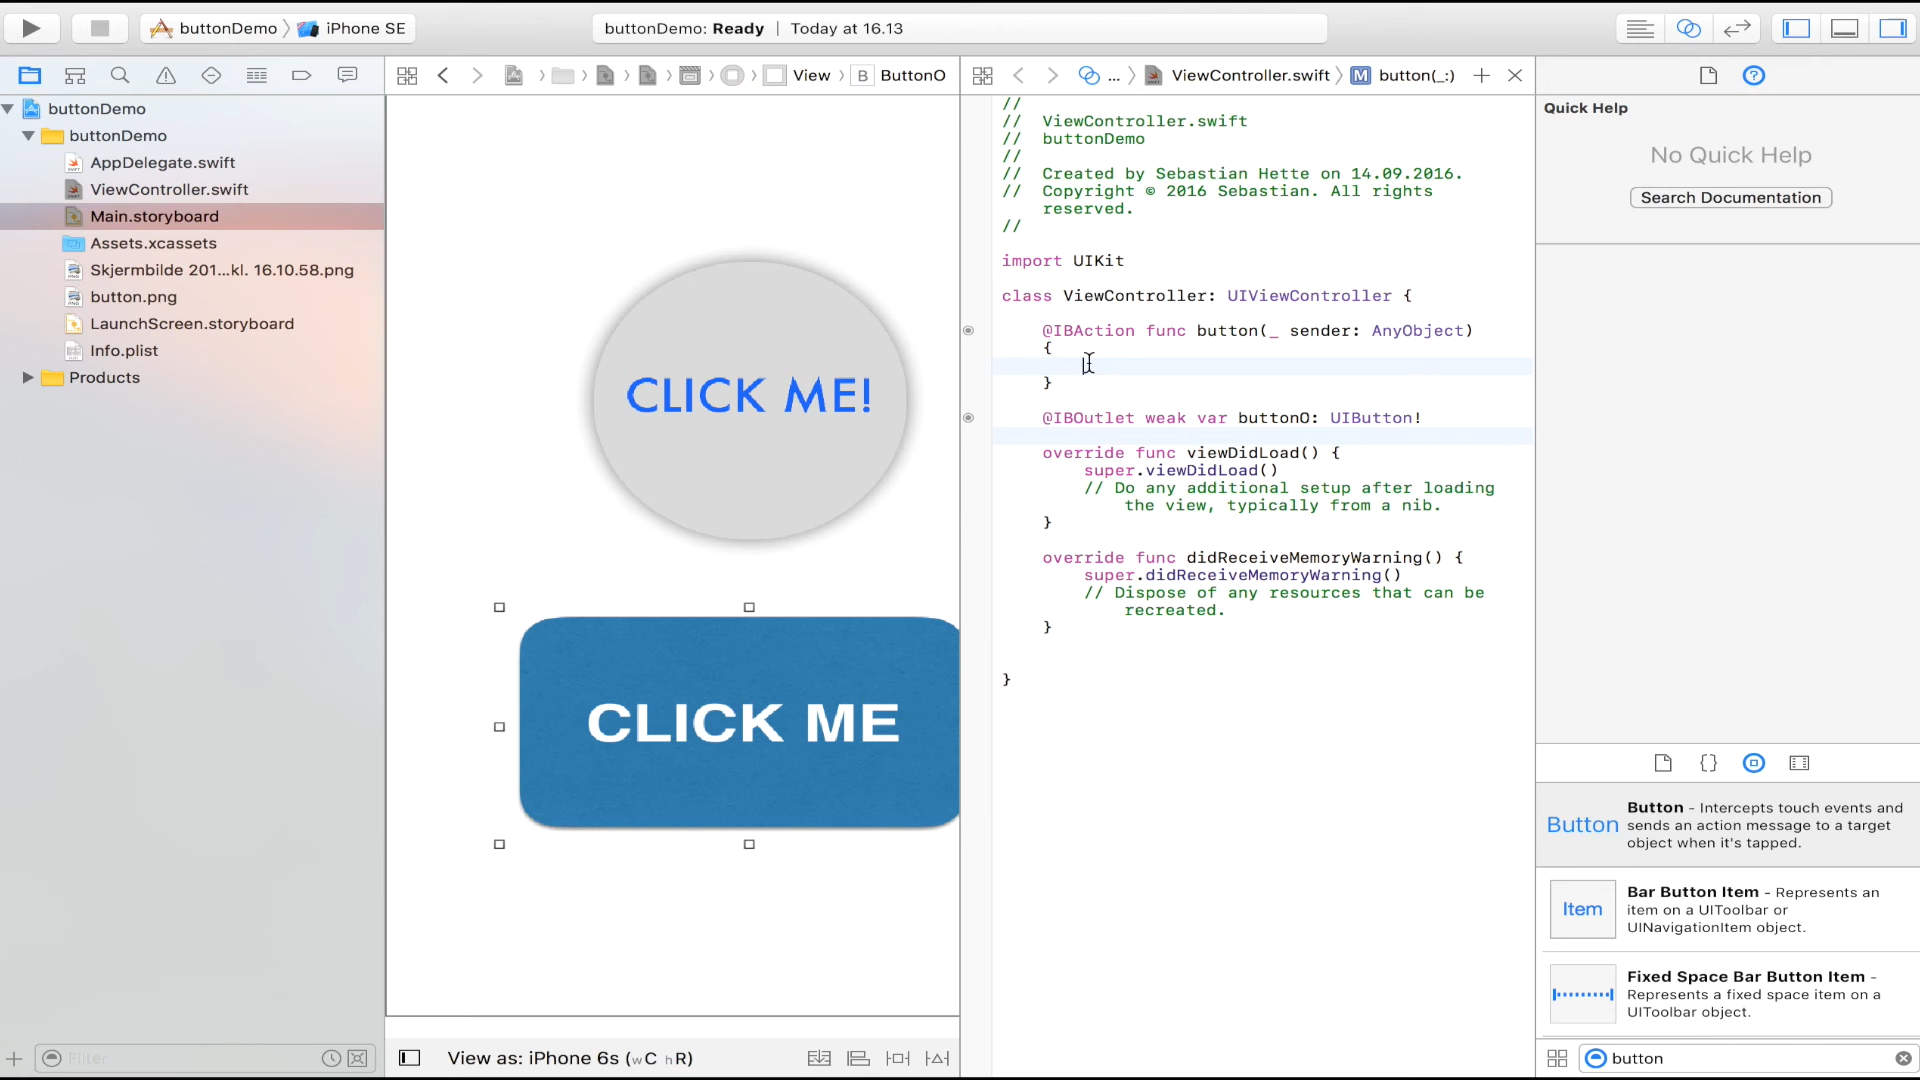 buttonDemo
iPhone SE
buttonDemo: Ready | Today at 16.13
View
B
ButtonO
...
ViewController.swift
M
button(_:)
buttonDemo
buttonDemo
AppDelegate.swift
ViewController.swift
Main.storyboard
Assets.xcassets
Skjermbilde 201...kl. 16.10.58.png
button.png
LaunchScreen.storyboard
Info.plist
Products
Filter
CLICK ME!
CLICK ME
View as: iPhone 6s (wC hR)
//
// ViewController.swift
// buttonDemo
//
// Created by Sebastian Hette on 14.09.2016.
// Copyright © 2016 Sebastian. All rights
reserved.
//
import UIKit
class ViewController: UIViewController {
@IBAction func button(_ sender: AnyObject)
{
}
@IBOutlet weak var buttonO: UIButton!
override func viewDidLoad() {
super.viewDidLoad()
// Do any additional setup after loading
the view, typically from a nib.
}
override func didReceiveMemoryWarning() {
super.didReceiveMemoryWarning()
// Dispose of any resources that can be
recreated.
}
}
Quick Help
No Quick Help
Search Documentation
{}
Button
Button - Intercepts touch events and
sends an action message to a target
object when it's tapped.
Item
Bar Button Item - Represents an
item on a UIToolbar or
UINavigationItem object.
Fixed Space Bar Button Item -
Represents a fixed space item on a
UIToolbar object.
button